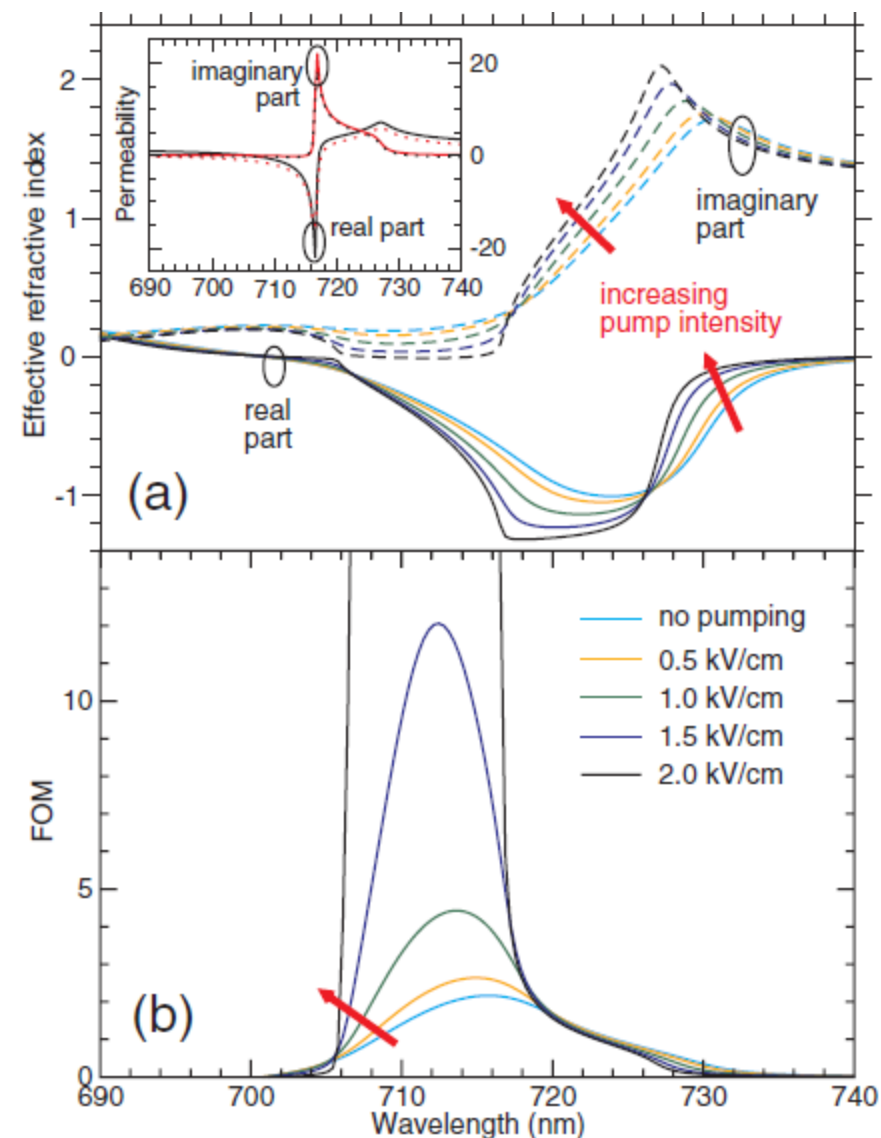 Effective refractive index
2
1
0
-1
Permeability
imaginary
part
real part
20
0
-20
690
700
710
720
730
740
imaginary
part
increasing
pump intensity
real
part
(a)
FOM
10
5
0
no pumping
0.5 kV/cm
1.0 kV/cm
1.5 kV/cm
2.0 kV/cm
(b)
690
700
710
720
730
740
Wavelength (nm)